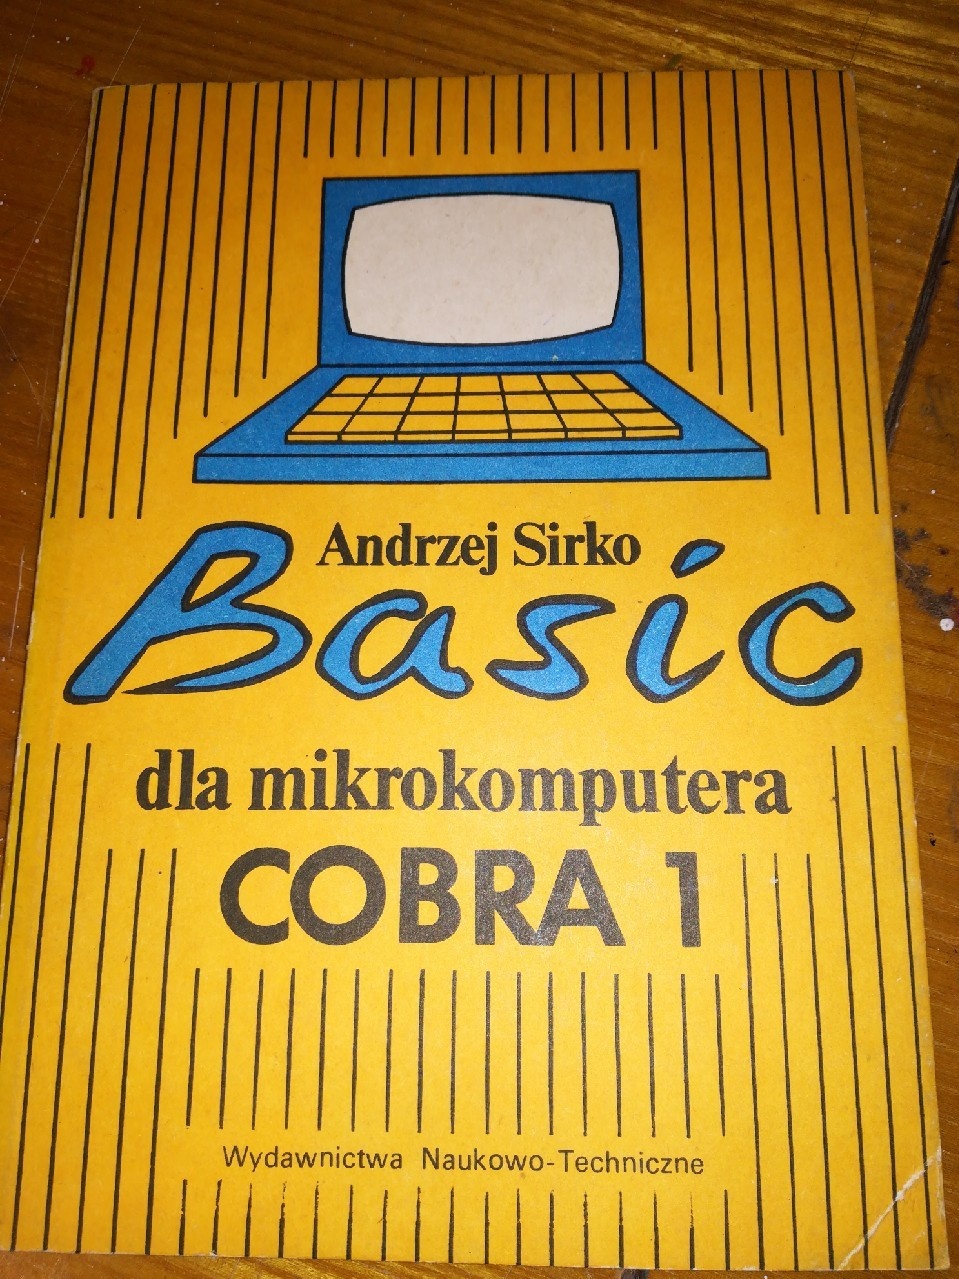 Andrzej Sirko
Basic
dla mikrokomputera
COBRA 1
Wydawnictwa Naukowo-Techniczne